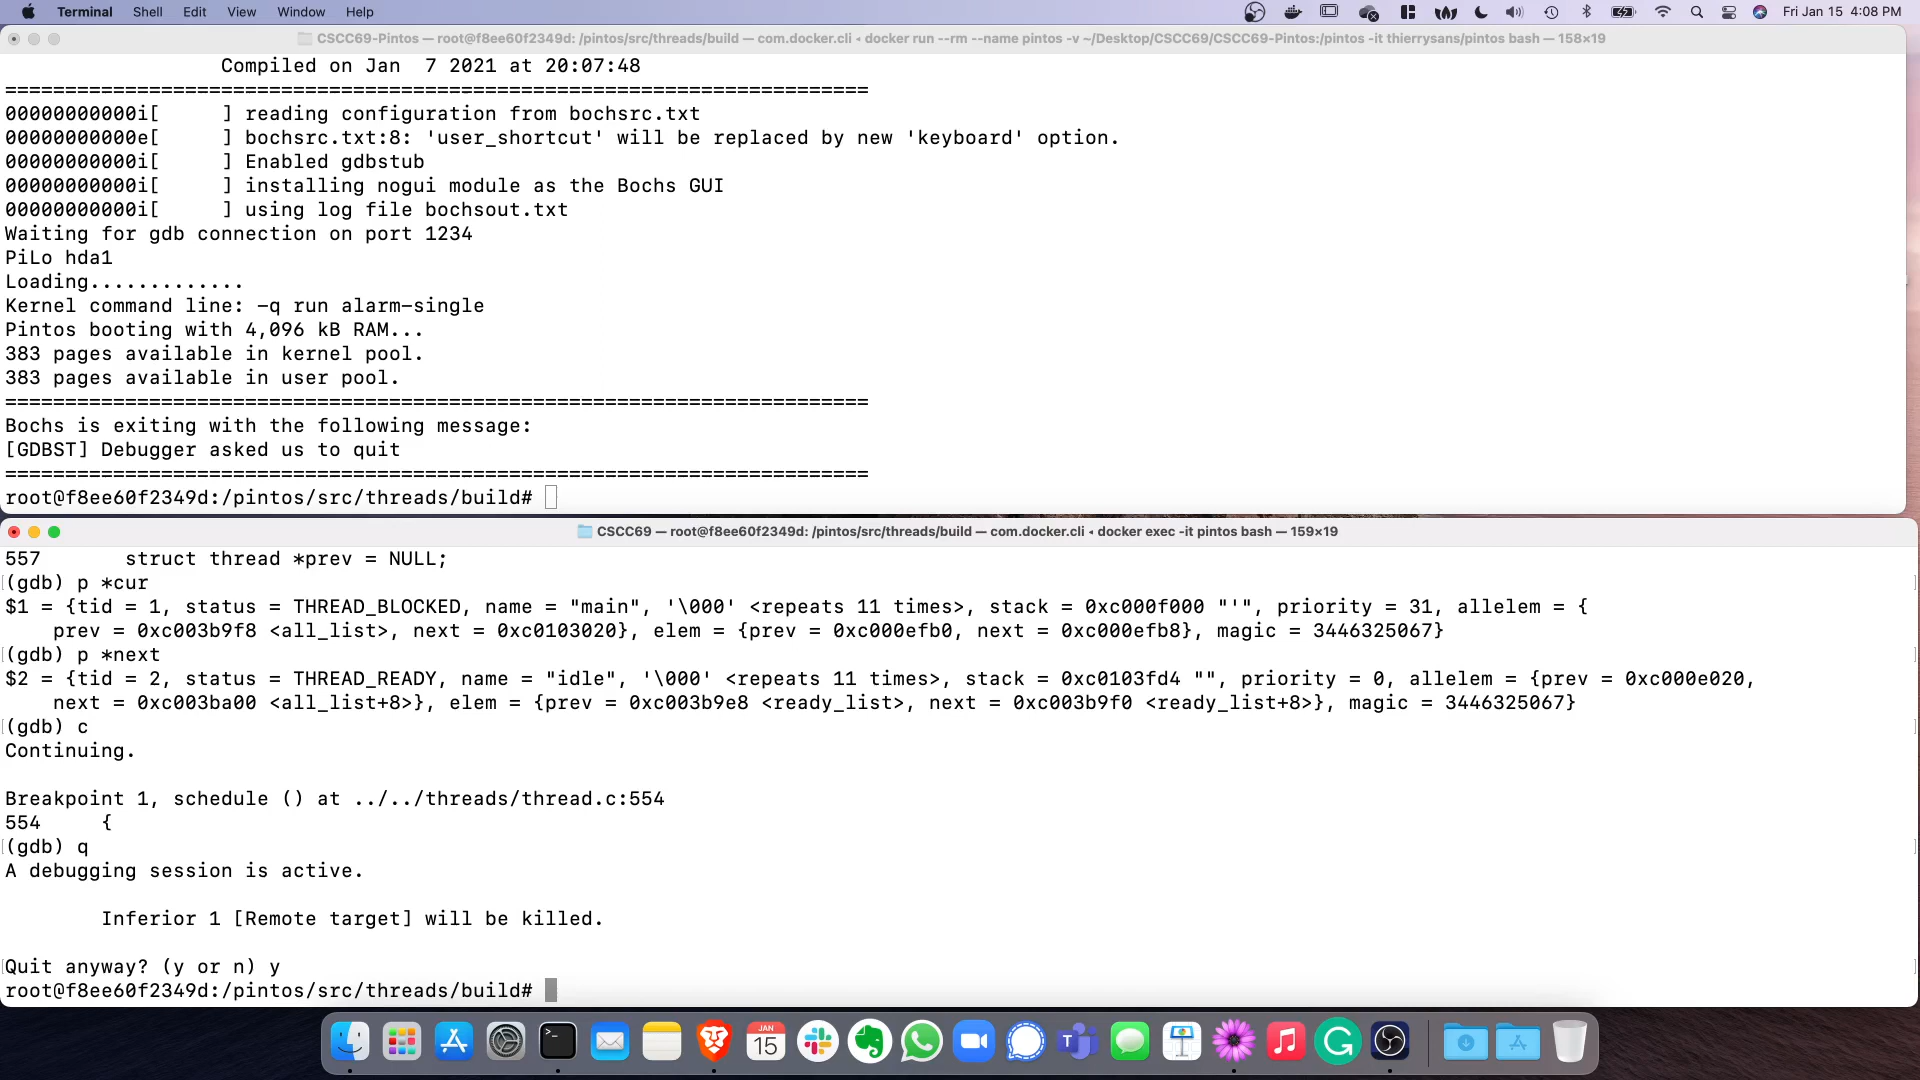 Terminal Shell Edit View Window Help Fri Jan 15 4:08 PM
CSCC69-Pintos — root@f8ee60f2349d: /pintos/src/threads/build — com.docker.cli ◂ docker run --rm --name pintos -v ~/Desktop/CSCC69/CSCC69-Pintos:/pintos -it thierrysans/pintos bash — 158×19
Compiled on Jan  7 2021 at 20:07:48
========================================================================
00000000000i[     ] reading configuration from bochsrc.txt
00000000000e[     ] bochsrc.txt:8: 'user_shortcut' will be replaced by new 'keyboard' option.
00000000000i[     ] Enabled gdbstub
00000000000i[     ] installing nogui module as the Bochs GUI
00000000000i[     ] using log file bochsout.txt
Waiting for gdb connection on port 1234
PiLo hda1
Loading.............
Kernel command line: -q run alarm-single
Pintos booting with 4,096 kB RAM...
383 pages available in kernel pool.
383 pages available in user pool.
========================================================================
Bochs is exiting with the following message:
[GDBST] Debugger asked us to quit
========================================================================
root@f8ee60f2349d:/pintos/src/threads/build#
CSCC69 — root@f8ee60f2349d: /pintos/src/threads/build — com.docker.cli ◂ docker exec -it pintos bash — 159×19
557       struct thread *prev = NULL;
(gdb) p *cur
$1 = {tid = 1, status = THREAD_BLOCKED, name = "main", '\000' <repeats 11 times>, stack = 0xc000f000 "'", priority = 31, allelem = {
    prev = 0xc003b9f8 <all_list>, next = 0xc0103020}, elem = {prev = 0xc000efb0, next = 0xc000efb8}, magic = 3446325067}
(gdb) p *next
$2 = {tid = 2, status = THREAD_READY, name = "idle", '\000' <repeats 11 times>, stack = 0xc0103fd4 "", priority = 0, allelem = {prev = 0xc000e020,
    next = 0xc003ba00 <all_list+8>}, elem = {prev = 0xc003b9e8 <ready_list>, next = 0xc003b9f0 <ready_list+8>}, magic = 3446325067}
(gdb) c
Continuing.
Breakpoint 1, schedule () at ../../threads/thread.c:554
554     {
(gdb) q
A debugging session is active.
        Inferior 1 [Remote target] will be killed.
Quit anyway? (y or n) y
root@f8ee60f2349d:/pintos/src/threads/build#
JAN
15